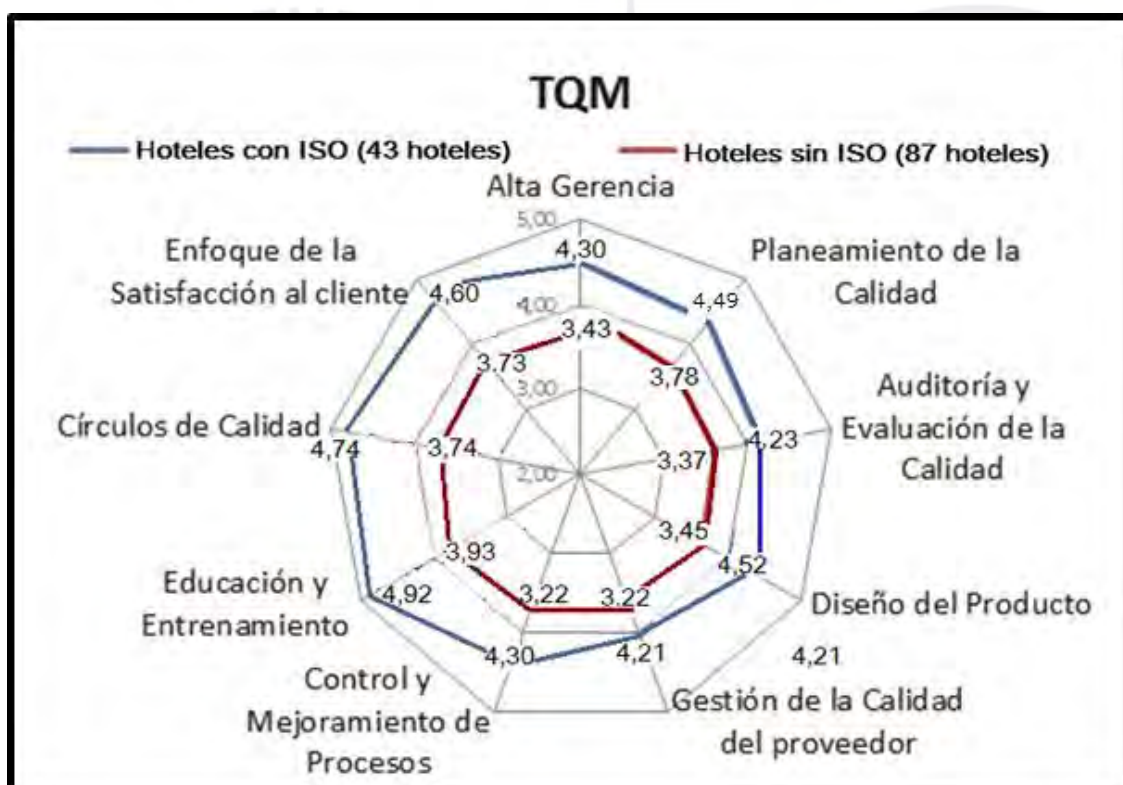 TQM
Hoteles con ISO (43 hoteles)
Hoteles sin ISO (87 hoteles)
Alta Gerencia
5,00
4,30
Enfoque de la
Satisfacción al cliente
4,60
Planeamiento de la
Calidad
4,49
4,00
3,43
3,73
3,78
3,00
Círculos de Calidad
4,74
3,74
2,00
3,37
4,23
Auditoría y
Evaluación de la
Calidad
3,45
4,52
Diseño del Producto
3,93
4,92
Educación y
Entrenamiento
3,22
3,22
4,30
4,21
4,21
Control y
Mejoramiento de
Procesos
Gestión de la Calidad
del proveedor